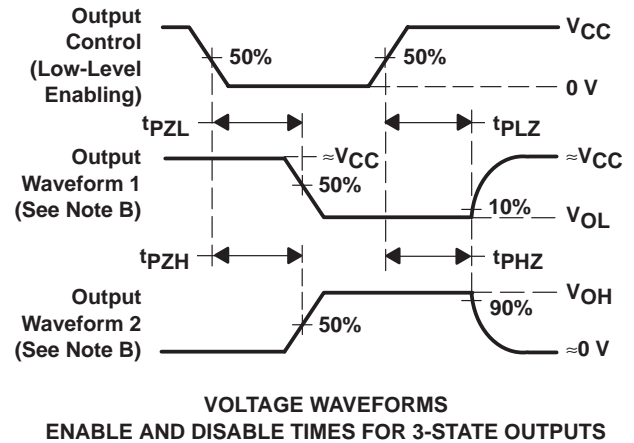 Output
Control
(Low-Level
Enabling)
50%
50%
VCC
0 V
tPZL
tPLZ
Output
Waveform 1
(See Note B)
≈VCC
50%
10%
≈VCC
VOL
tPZH
tPHZ
Output
Waveform 2
(See Note B)
50%
90%
VOH
≈0 V
VOLTAGE WAVEFORMS
ENABLE AND DISABLE TIMES FOR 3-STATE OUTPUTS